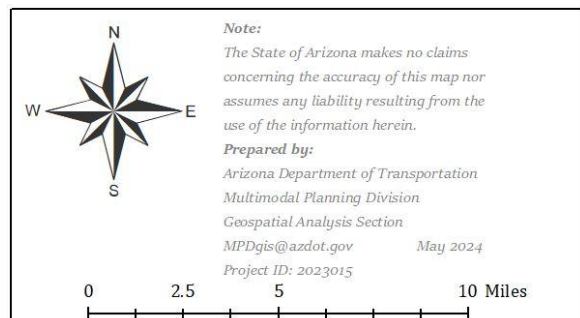 N
W
E
S
Note:
The State of Arizona makes no claims
concerning the accuracy of this map nor
assumes any liability resulting from the
use of the information herein.
Prepared by:
Arizona Department of Transportation
Multimodal Planning Division
Geospatial Analysis Section
MPDgis@azdot.gov May 2024
Project ID: 2023015
0 2.5 5 10 Miles